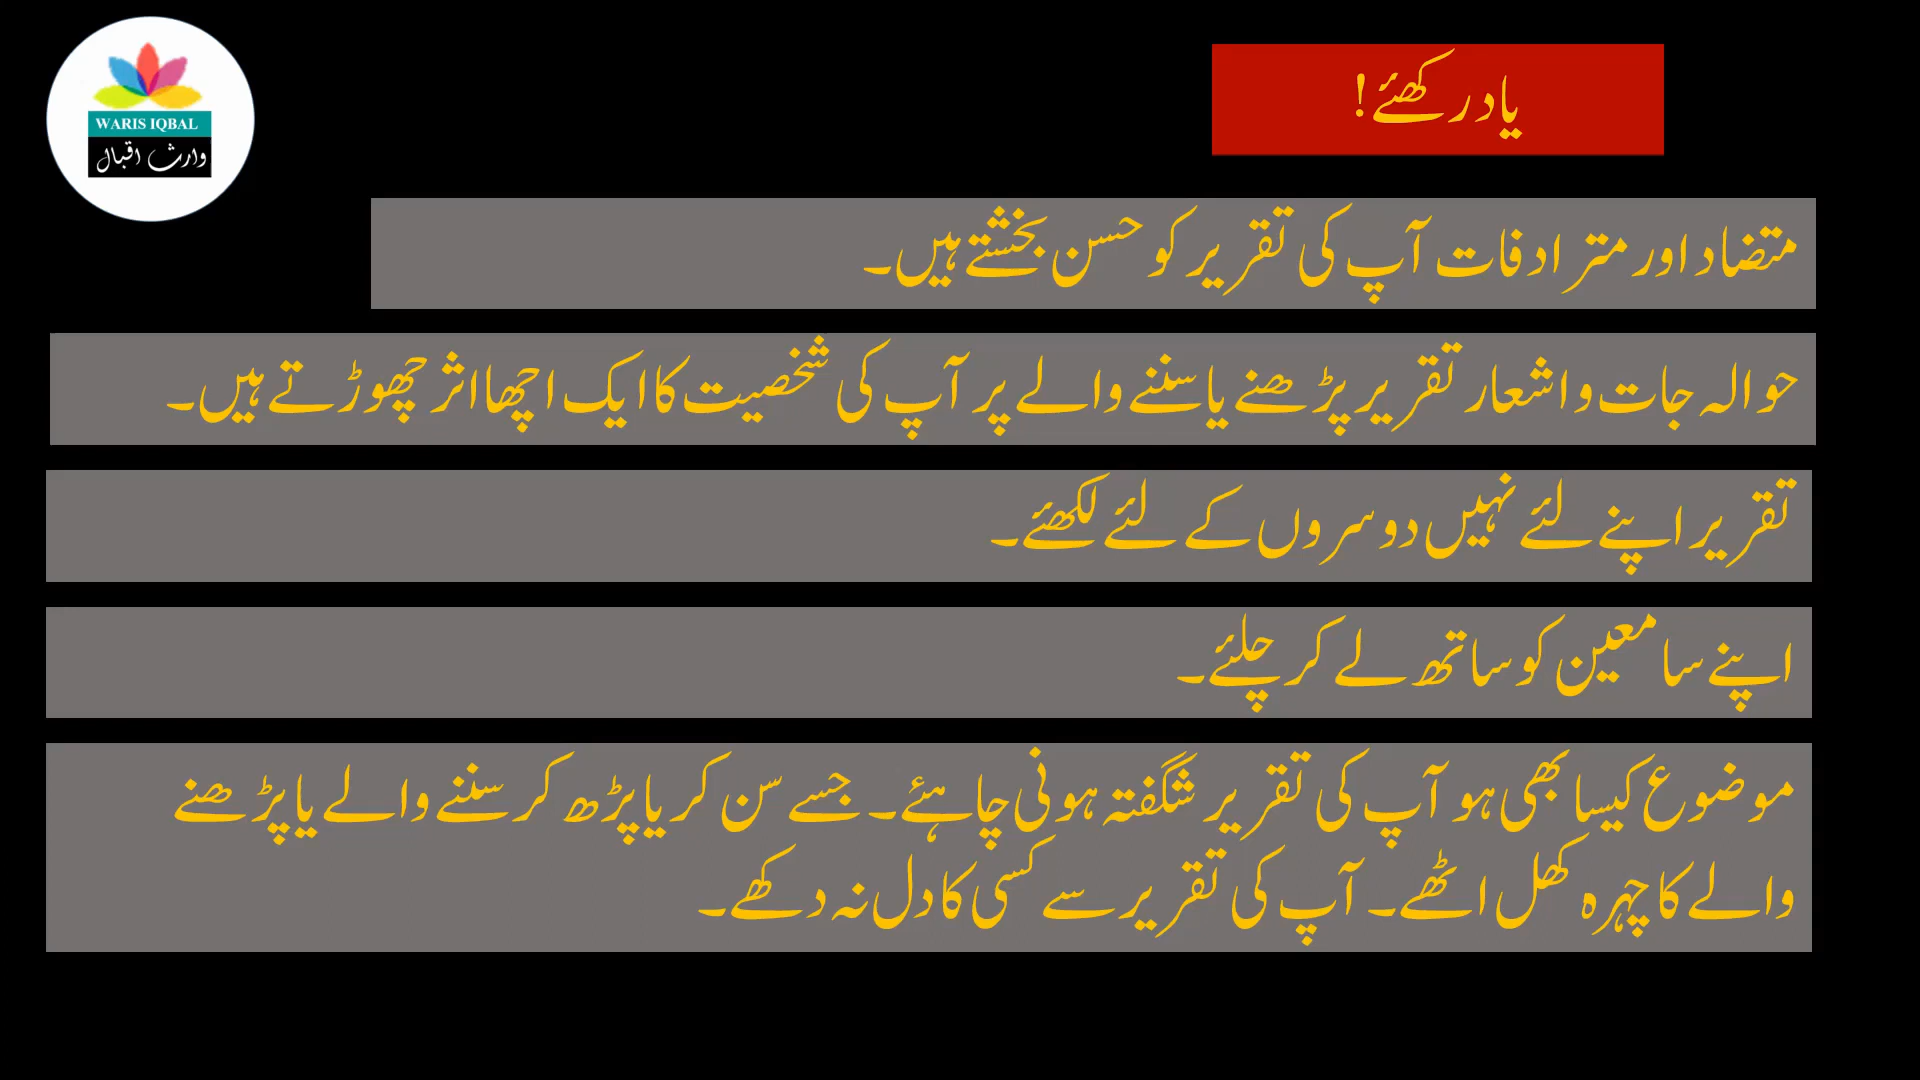 WARIS IQBAL
وارث اقبال
یاد رکھئے!
متضاد اور مترادفات آپ کی تقریر کو حسن بخشتے ہیں۔
حوالہ جات و اشعار تقریر پڑھنے یا سننے والے پر آپ کی شخصیت کا ایک اچھا اثر چھوڑتے ہیں۔
تقریر اپنے لئے نہیں دوسروں کے لئے لکھئے۔
اپنے سامعین کو ساتھ لے کر چلئے۔
موضوع کیسا بھی ہو آپ کی تقریر شگفتہ ہونی چاہئے۔ جسے سن کر یا پڑھ کر سننے والے یا پڑھنے
والے کا چہرہ کھل اٹھے۔ آپ کی تقریر سے کسی کا دل نہ دکھے۔